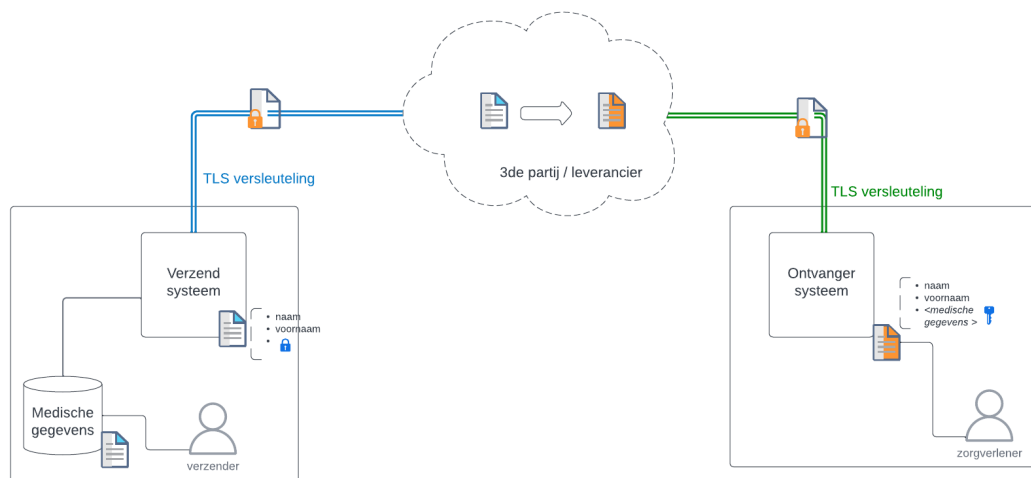 3de partij / leverancier
TLS versleuteling
TLS versleuteling
Verzend
systeem
naam
voornaam
Ontvanger
systeem
naam
voornaam
<medische
gegevens >
Medische
gegevens
verzender
zorgverlener